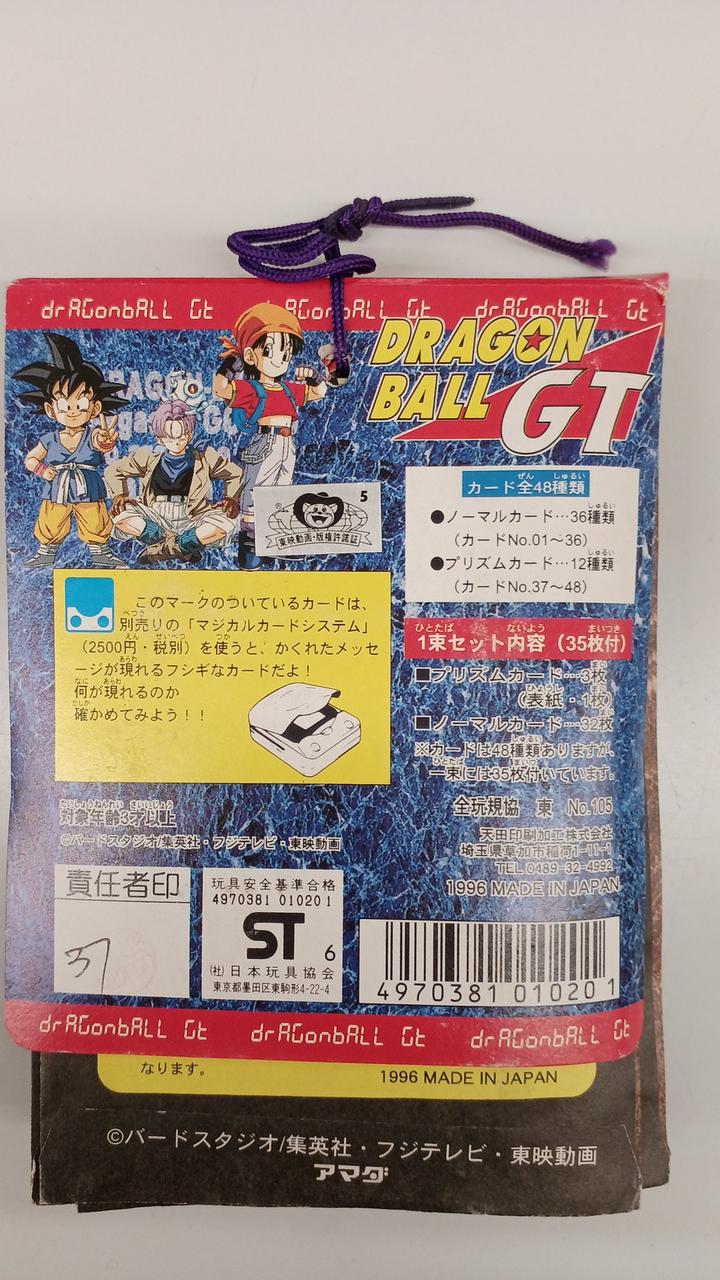 drAGonbALL Gt drAGonbALL Gt drAGonbALL Gt
DRAGON
BALL GT
5
東映動画・版権許諾証
カード全48種類
●ノーマルカード…36種類
（カードNo.01〜36）
●プリズムカード…12種類
（カードNo.37〜48）
このマークのついているカードは、
別売りの「マジカルカードシステム」
（2500円・税別）を使うと、かくれたメッセ
ージが現れるフシギなカードだよ！
何が現れるのか
確かめてみよう！！
1束セット内容（35枚付）
■プリズムカード…3枚
（表紙・1枚）
■ノーマルカード…32枚
※カードは48種類ありますが、
一束には35枚付いています。
対象年齢3才以上
©バードスタジオ/集英社・フジテレビ・東映動画
全玩規協 東 No.105
天田印刷加工株式会社
埼玉県草加市稲荷1-11-1
TEL 0489-32-4992
1996 MADE IN JAPAN
責任者印
37
玩具安全基準合格
4970381 010201
ST 6
(社)日本玩具協会
東京都墨田区東駒形4-22-4
4970381 010201
drAGonbALL Gt drAGonbALL Gt drAGonbALL Gt
なります。
1996 MADE IN JAPAN
©バードスタジオ/集英社・フジテレビ・東映動画
アマダ